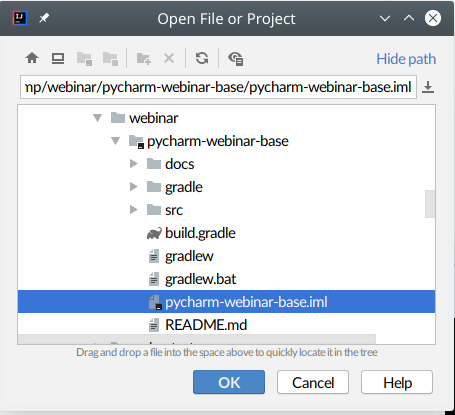 IJ
Open File or Project
Hide path
mp/webinar/pycharm-webinar-base/pycharm-webinar-base.iml
webinar
pycharm-webinar-base
docs
gradle
src
build.gradle
gradlew
gradlew.bat
pycharm-webinar-base.iml
README.md
Drag and drop a file into the space above to quickly locate it in the tree
OK
Cancel
Help